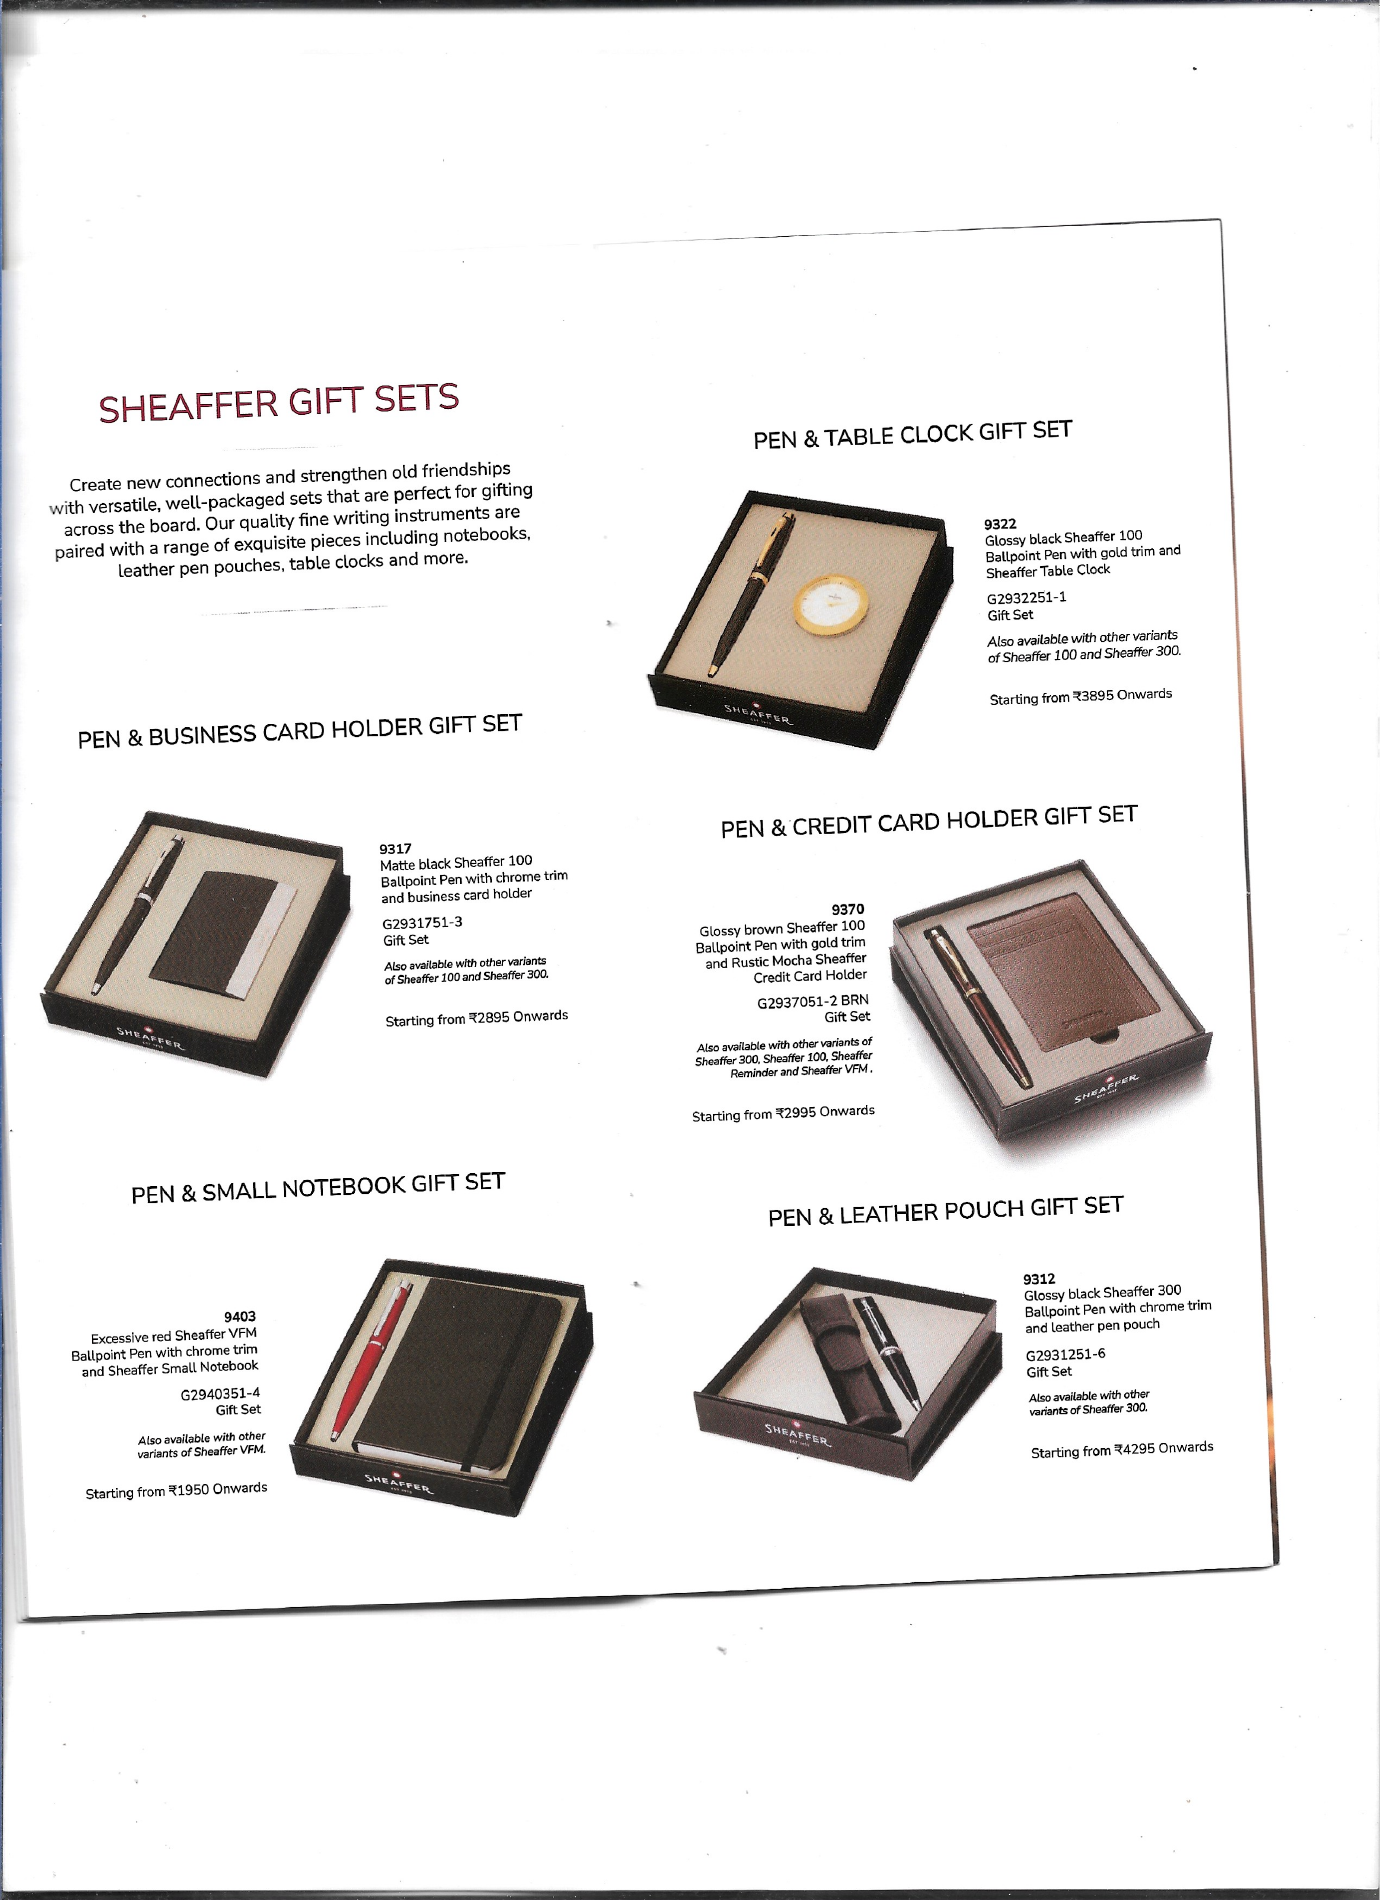 SHEAFFER GIFT SETS
Create new connections and strengthen old friendships
with versatile, well-packaged sets that are perfect for gifting
across the board. Our quality fine writing instruments are
paired with a range of exquisite pieces including notebooks,
leather pen pouches, table clocks and more.
PEN & BUSINESS CARD HOLDER GIFT SET
SHEAFFER
9317
Matte black Sheaffer 100
Ballpoint Pen with chrome trim
and business card holder
G2931751-3
Gift Set
Also available with other variants
of Sheaffer 100 and Sheaffer 300.
Starting from ₹2895 Onwards
PEN & SMALL NOTEBOOK GIFT SET
9403
Excessive red Sheaffer VFM
Ballpoint Pen with chrome trim
and Sheaffer Small Notebook
G2940351-4
Gift Set
Also available with other
variants of Sheaffer VFM.
Starting from ₹1950 Onwards
SHEAFFER
PEN & TABLE CLOCK GIFT SET
SHEAFFER
9322
Glossy black Sheaffer 100
Ballpoint Pen with gold trim and
Sheaffer Table Clock
G2932251-1
Gift Set
Also available with other variants
of Sheaffer 100 and Sheaffer 300.
Starting from ₹3895 Onwards
PEN & CREDIT CARD HOLDER GIFT SET
9370
Glossy brown Sheaffer 100
Ballpoint Pen with gold trim
and Rustic Mocha Sheaffer
Credit Card Holder
G2937051-2 BRN
Gift Set
Also available with other variants of
Sheaffer 300, Sheaffer 100, Sheaffer
Reminder and Sheaffer VFM.
Starting from ₹2995 Onwards
SHEAFFER
PEN & LEATHER POUCH GIFT SET
SHEAFFER
9312
Glossy black Sheaffer 300
Ballpoint Pen with chrome trim
and leather pen pouch
G2931251-6
Gift Set
Also available with other
variants of Sheaffer 300.
Starting from ₹4295 Onwards